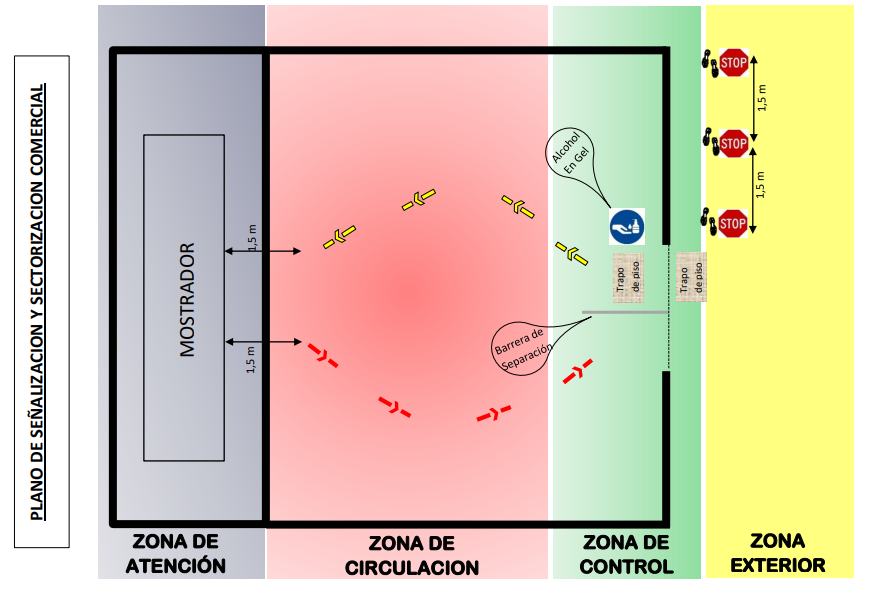 PLANO DE SEÑALIZACION Y SECTORIZACION COMERCIAL
STOP
1,5 m
STOP
1,5 m
STOP
Alcohol
En Gel
MOSTRADOR
1,5 m
1,5 m
Trapo
de piso
Trapo
de piso
Barrera de
Separación
ZONA DE
ATENCIÓN
ZONA DE
CIRCULACION
ZONA DE
CONTROL
ZONA
EXTERIOR